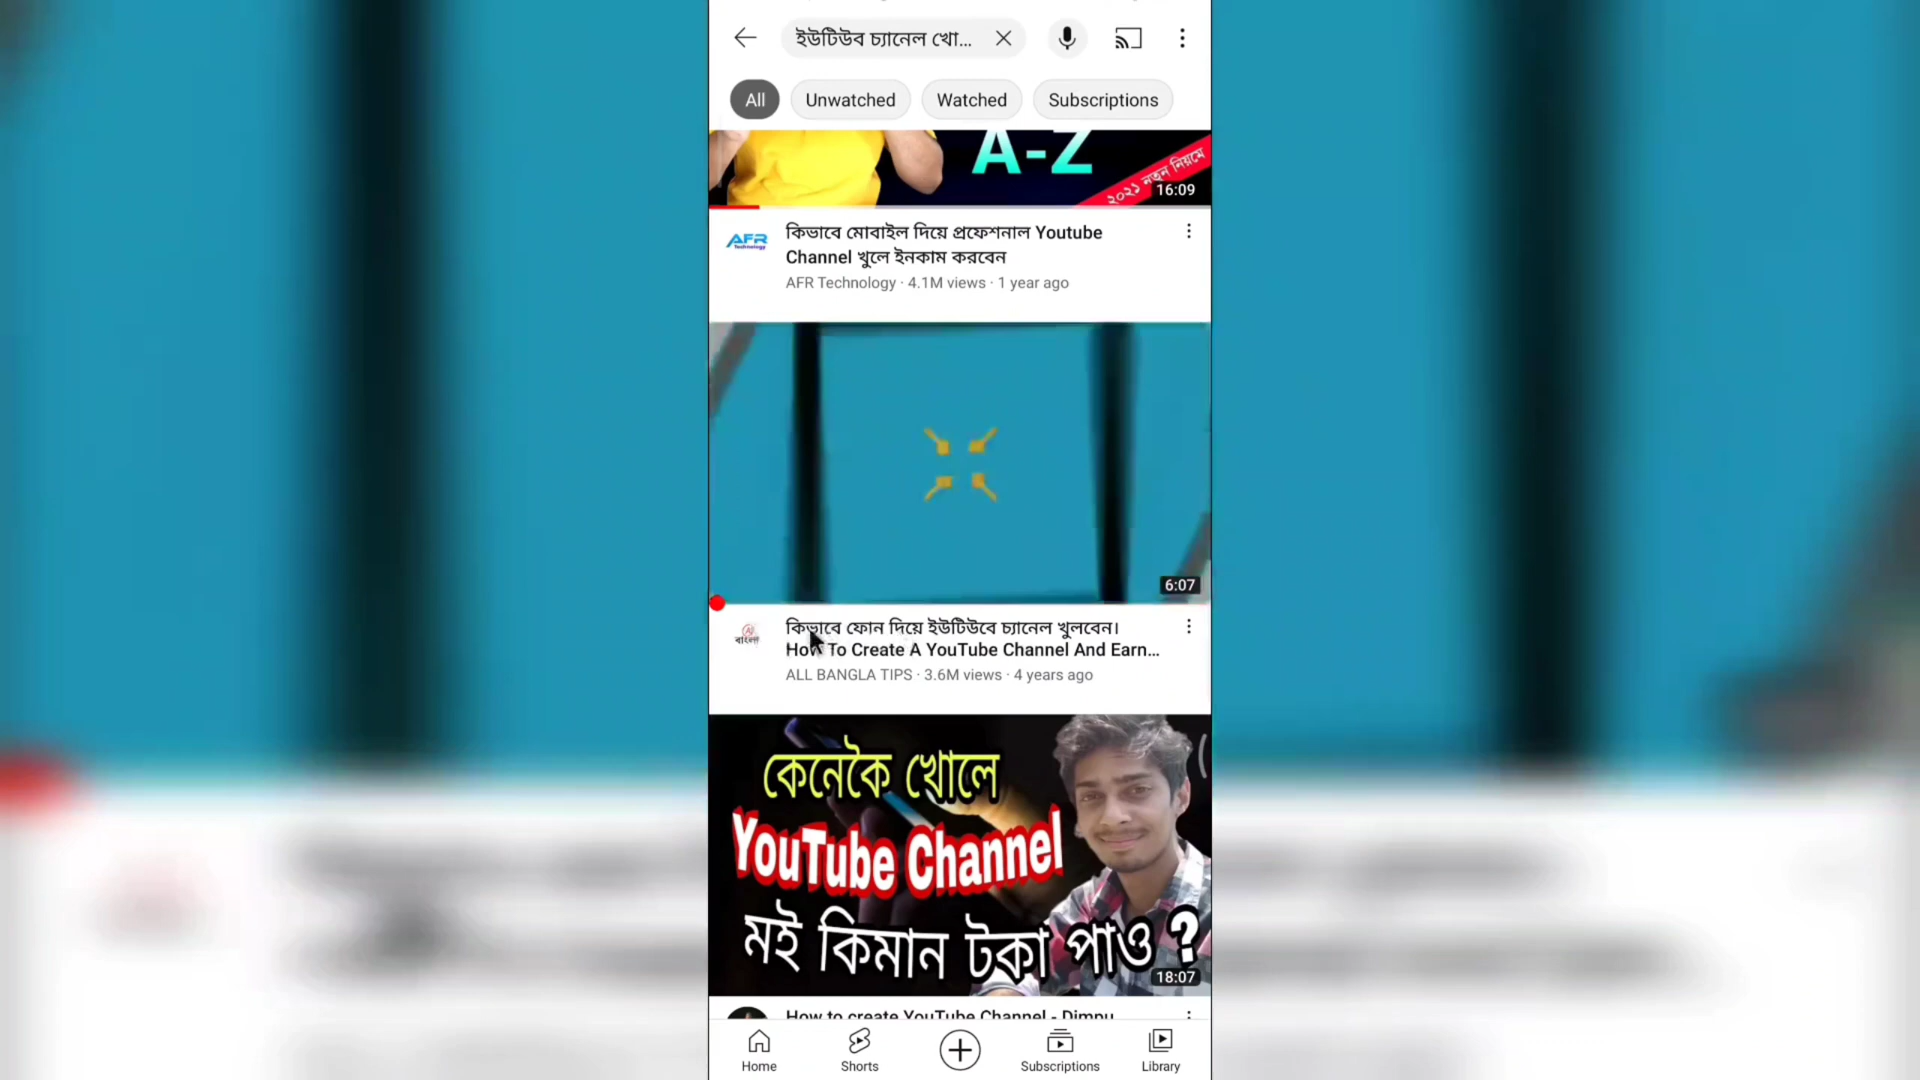 ইউটিউব চ্যানেল খো...
All
Unwatched
Watched
Subscriptions
A-Z
২০২১ নতুন নিয়মে
16:09
AFR
Technology
কিভাবে মোবাইল দিয়ে প্রফেশনাল Youtube
Channel খুলে ইনকাম করবেন
AFR Technology · 4.1M views · 1 year ago
6:07
বাংলা
কিভাবে ফোন দিয়ে ইউটিউবে চ্যানেল খুলবেন।
How To Create A YouTube Channel And Earn...
ALL BANGLA TIPS · 3.6M views · 4 years ago
কেনেকৈ খোলে
YouTube Channel
মই কিমান টকা পাওঁ ?
18:07
How to create YouTube Channel - Dimpu
Home
Shorts
Subscriptions
Library